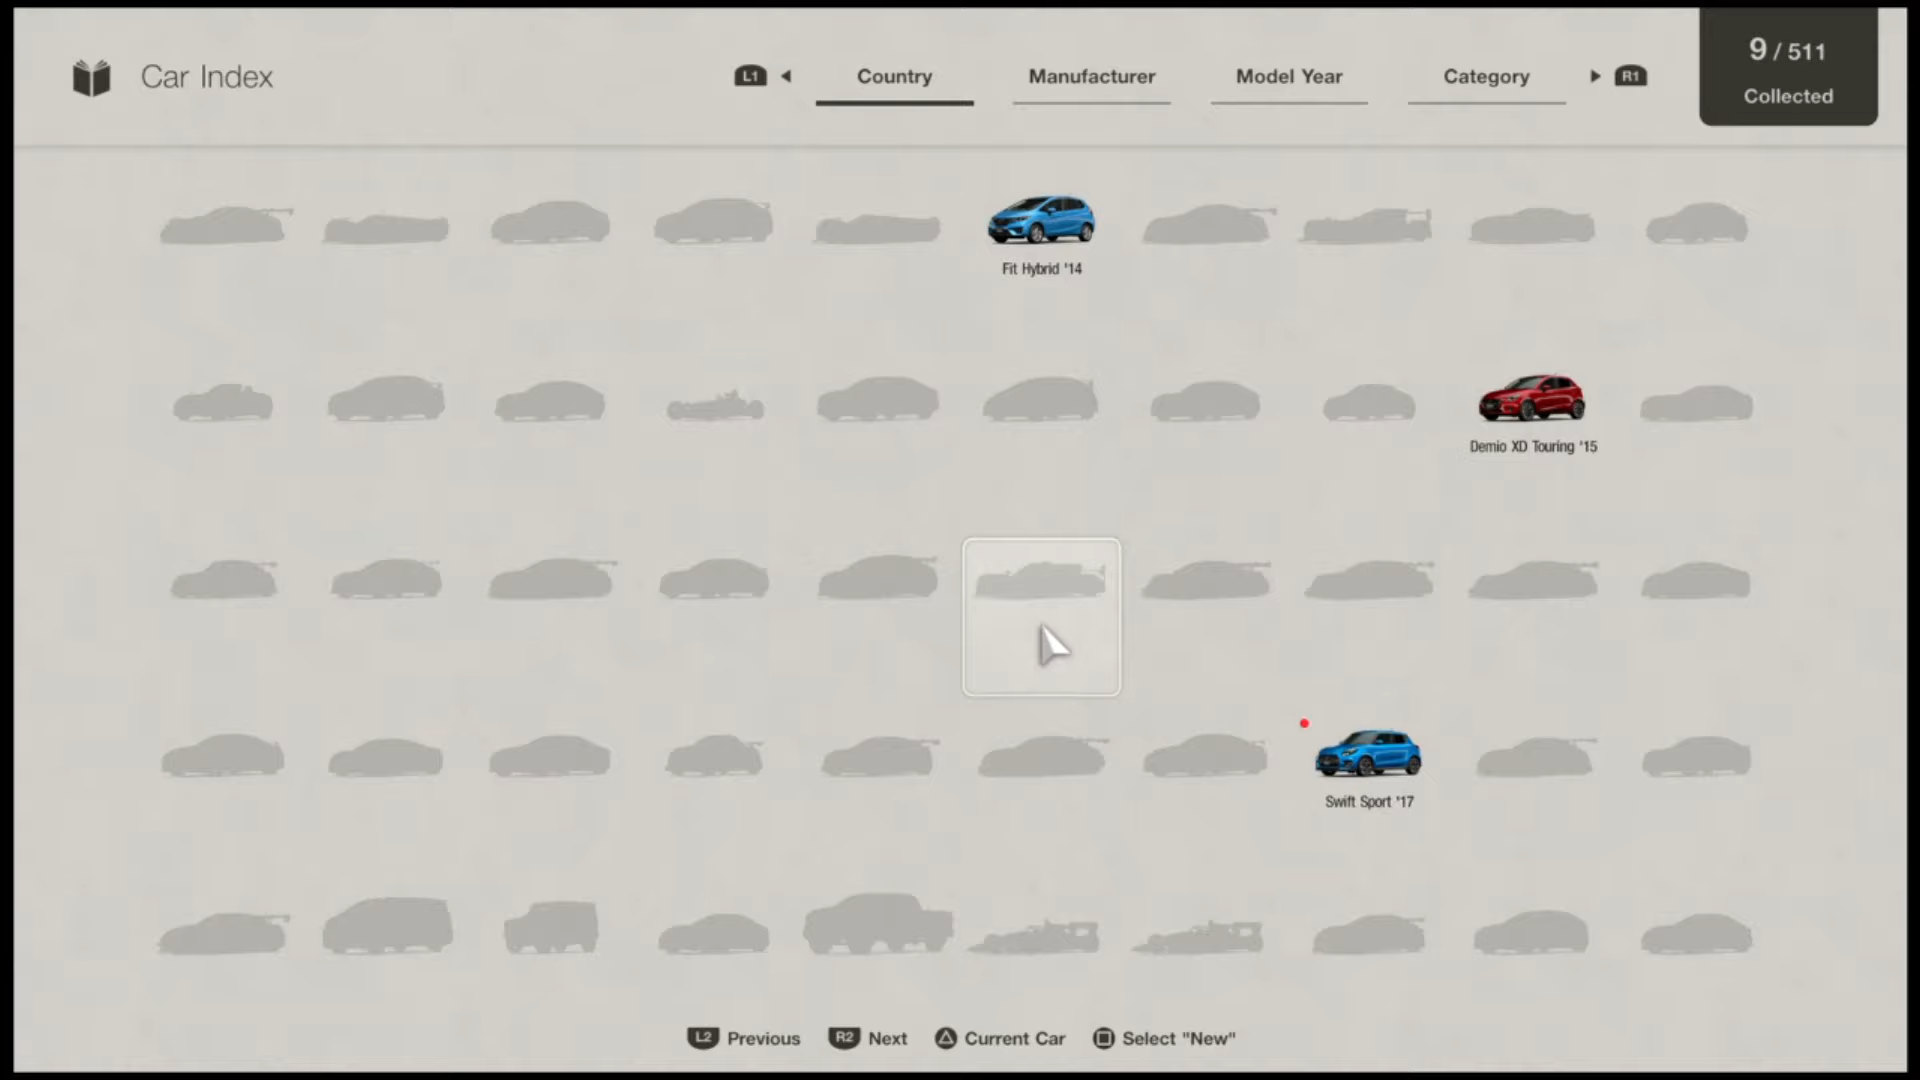 Car Index
L1
Country
Manufacturer
Model Year
Category
R1
9 / 511
Collected
Fit Hybrid '14
Demio XD Touring '15
Swift Sport '17
L2 Previous
R2 Next
Current Car
Select "New"